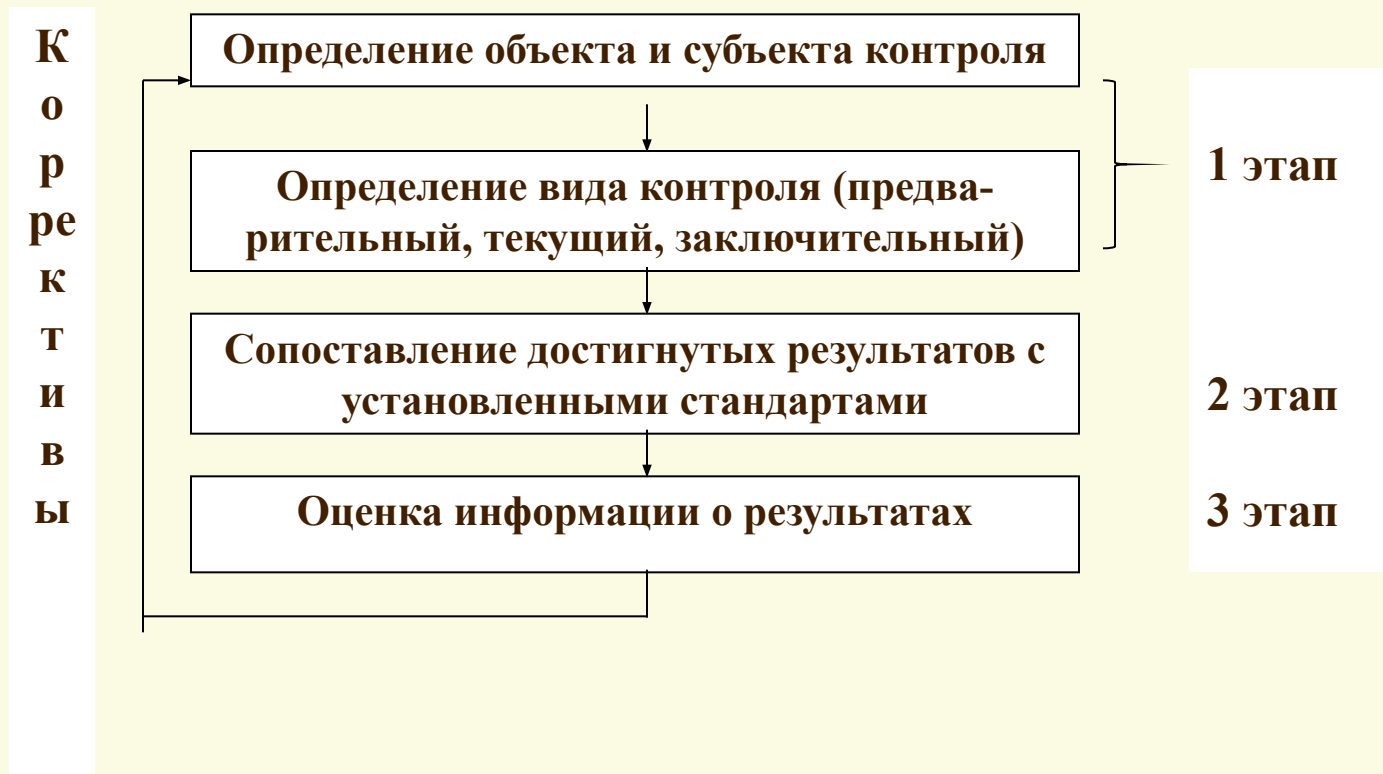 К
о
р
ре
к
т
и
в
ы
Определение объекта и субъекта контроля
Определение вида контроля (предва-
рительный, текущий, заключительный)
1 этап
Сопоставление достигнутых результатов с
установленными стандартами
2 этап
Оценка информации о результатах
3 этап